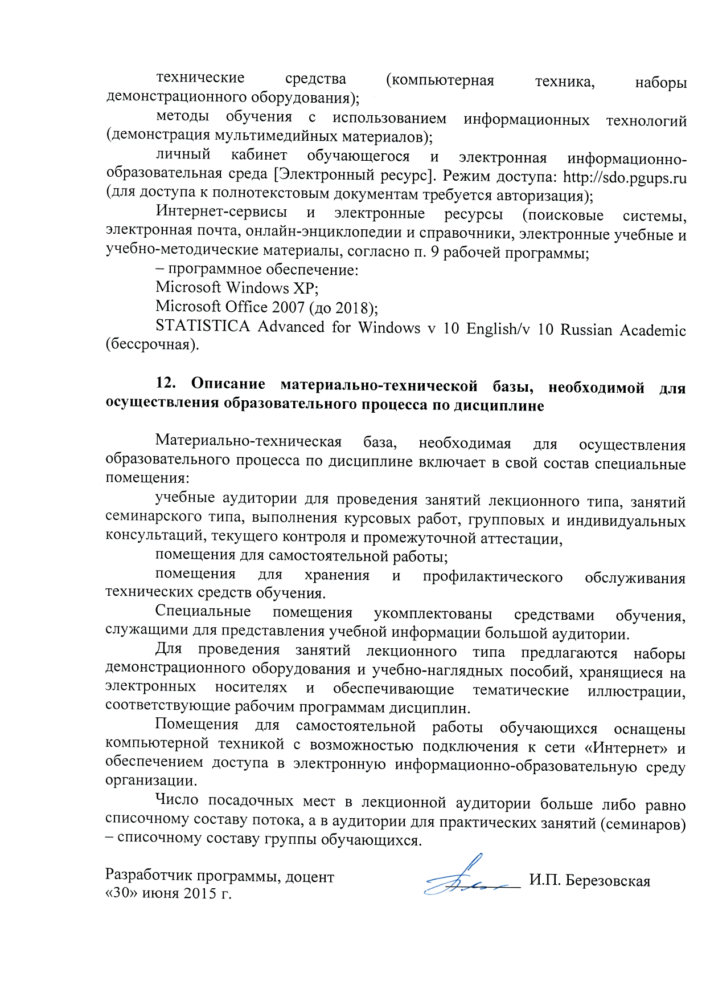 технические средства (компьютерная техника, наборы
демонстрационного оборудования);
методы обучения с использованием информационных технологий
(демонстрация мультимедийных материалов);
личный кабинет обучающегося и электронная информационно-
образовательная среда [Электронный ресурс]. Режим доступа: http://sdo.pgups.ru
(для доступа к полнотекстовым документам требуется авторизация);
Интернет-сервисы и электронные ресурсы (поисковые системы,
электронная почта, онлайн-энциклопедии и справочники, электронные учебные и
учебно-методические материалы, согласно п. 9 рабочей программы;
– программное обеспечение:
Microsoft Windows XP;
Microsoft Office 2007 (до 2018);
STATISTICA Advanced for Windows v 10 English/v 10 Russian Academic
(бессрочная).
12. Описание материально-технической базы, необходимой для
осуществления образовательного процесса по дисциплине
Материально-техническая база, необходимая для осуществления
образовательного процесса по дисциплине включает в свой состав специальные
помещения:
учебные аудитории для проведения занятий лекционного типа, занятий
семинарского типа, выполнения курсовых работ, групповых и индивидуальных
консультаций, текущего контроля и промежуточной аттестации,
помещения для самостоятельной работы;
помещения для хранения и профилактического обслуживания
технических средств обучения.
Специальные помещения укомплектованы средствами обучения,
служащими для представления учебной информации большой аудитории.
Для проведения занятий лекционного типа предлагаются наборы
демонстрационного оборудования и учебно-наглядных пособий, хранящиеся на
электронных носителях и обеспечивающие тематические иллюстрации,
соответствующие рабочим программам дисциплин.
Помещения для самостоятельной работы обучающихся оснащены
компьютерной техникой с возможностью подключения к сети «Интернет» и
обеспечением доступа в электронную информационно-образовательную среду
организации.
Число посадочных мест в лекционной аудитории больше либо равно
списочному составу потока, а в аудитории для практических занятий (семинаров)
– списочному составу группы обучающихся.
Разработчик программы, доцент И.П. Березовская
«30» июня 2015 г.